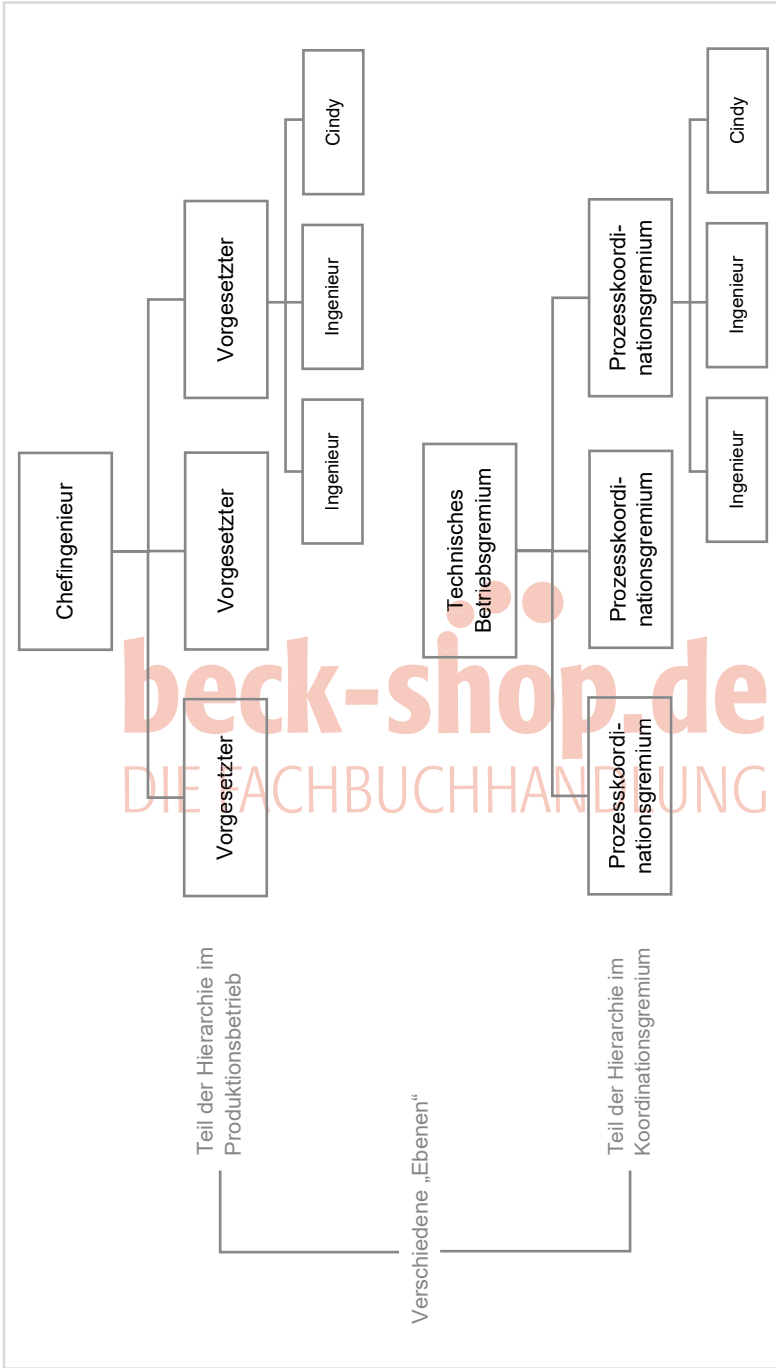 Chefingenieur
Vorgesetzter
Vorgesetzter
Vorgesetzter
Ingenieur
Ingenieur
Cindy
Teil der Hierarchie im
Produktionsbetrieb
Verschiedene „Ebenen“
Teil der Hierarchie im
Koordinationsgremium
Technisches
Betriebsgremium
Prozesskoordi-
nationsgremium
Prozesskoordi-
nationsgremium
Prozesskoordi-
nationsgremium
Ingenieur
Ingenieur
Cindy
beck-shop.de
DIE FACHBUCHHANDLUNG